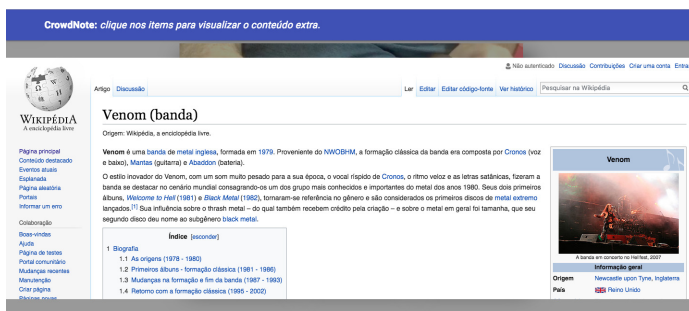 CrowdNote: clique nos items para visualizar o conteúdo extra.
Não autenticado Discussão Contribuições Criar uma conta Entrar
Artigo Discussão
Ler Editar Editar código-fonte Ver histórico Pesquisar na Wikipédia
WIKIPÉDIA
A enciclopédia livre
Página principal
Conteúdo destacado
Eventos atuais
Esplanada
Página aleatória
Portais
Informar um erro
Colaboração
Boas-vindas
Ajuda
Página de testes
Portal comunitário
Mudanças recentes
Manutenção
Criar página
Páginas novas
Venom (banda)
Origem: Wikipédia, a enciclopédia livre.
Venom é uma banda de metal inglesa, formada em 1979. Proveniente do NWOBHM, a formação clássica da banda era composta por Cronos (voz
e baixo), Mantas (guitarra) e Abaddon (bateria).
O estilo inovador do Venom, com um som muito pesado para a sua época, o vocal ríspido de Cronos, o ritmo veloz e as letras satânicas, fizeram a
banda se destacar no cenário mundial consagrando-os um dos grupo mais conhecidos e importantes do metal dos anos 1980. Seus dois primeiros
álbuns, Welcome to Hell (1981) e Black Metal (1982), tornaram-se referência no gênero e são considerados os primeiros discos de metal extremo
lançados.[1] Sua influência sobre o thrash metal – do qual também recebem crédito pela criação – e sobre o metal em geral foi tamanha, que seu
segundo disco deu nome ao subgênero black metal.
Índice [esconder]
1 Biografia
1.1 As origens (1978 - 1980)
1.2 Primeiros álbuns - formação clássica (1981 - 1986)
1.3 Mudanças na formação e fim da banda (1987 - 1993)
1.4 Retorno com a formação clássica (1995 - 2002)
Venom
A banda em concerto no Hellfest, 2007
Informação geral
Origem Newcastle upon Tyne, Inglaterra
País Reino Unido